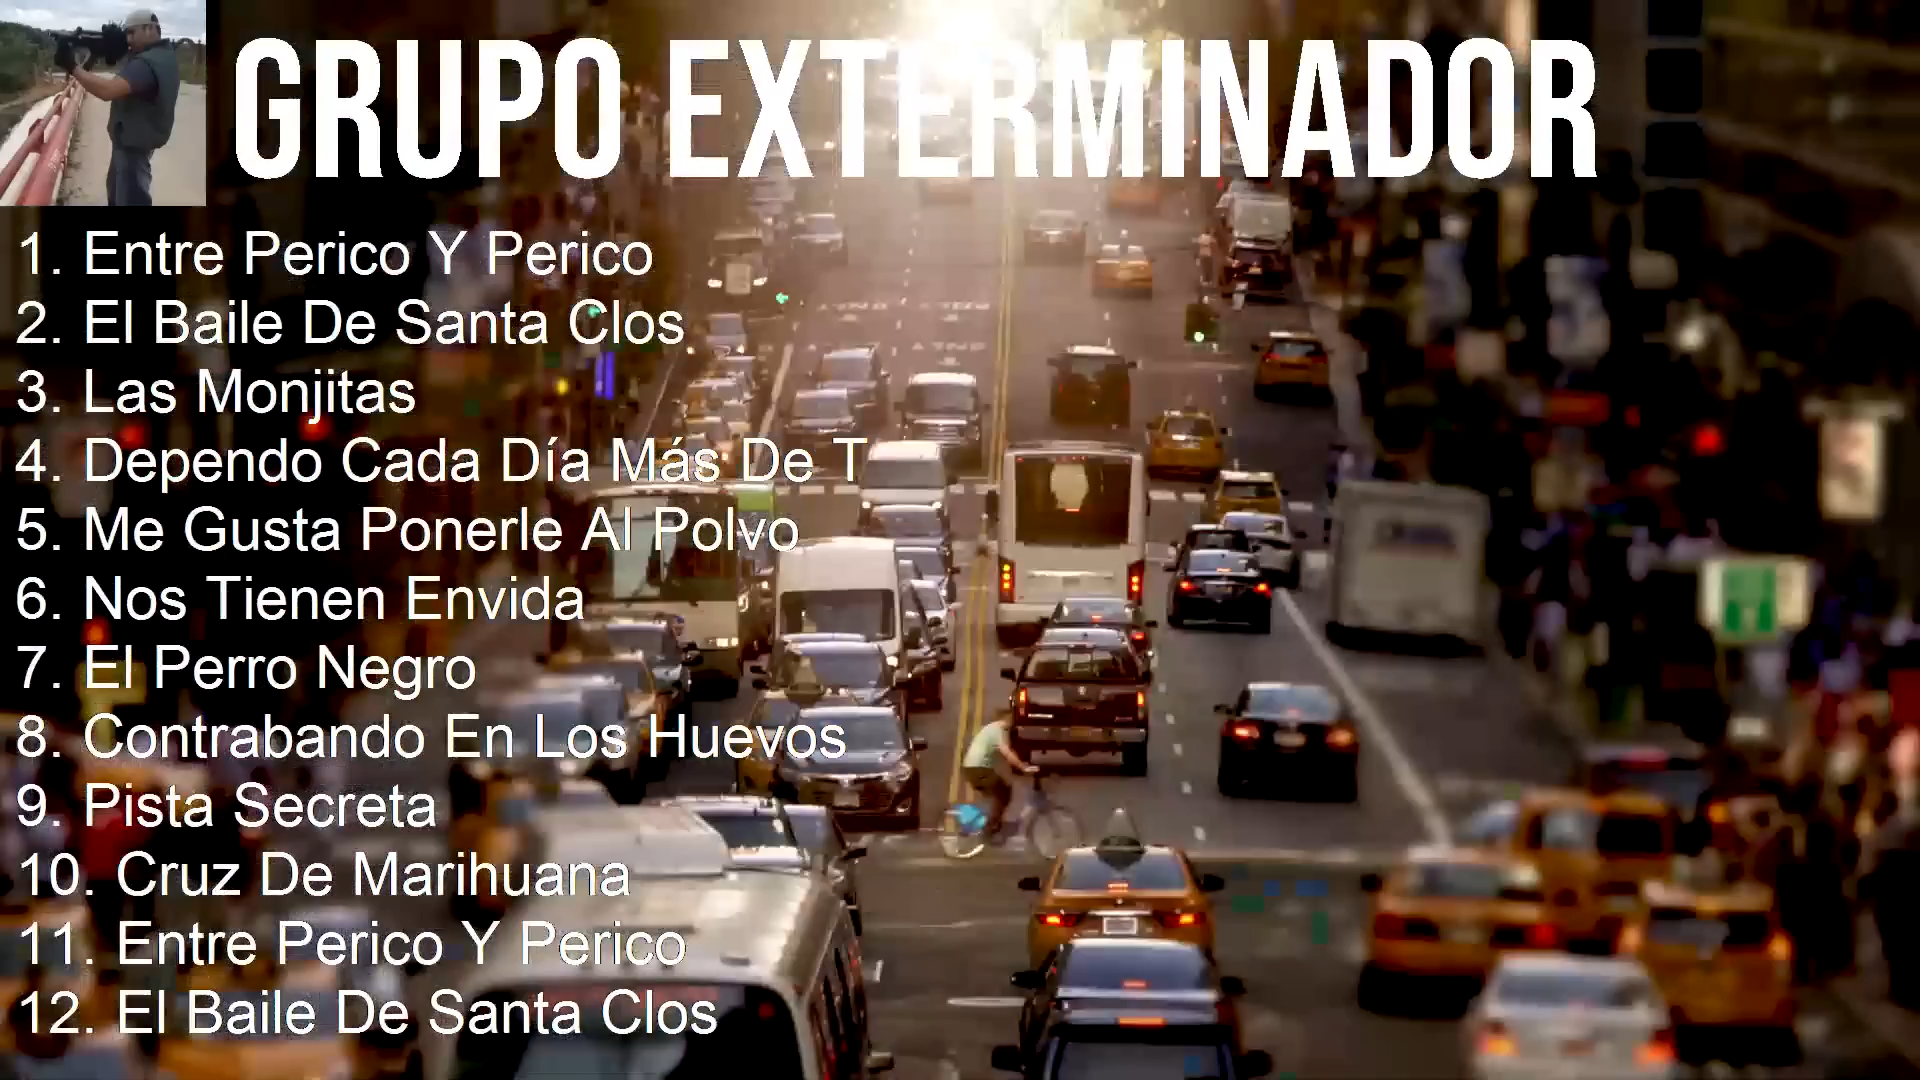 GRUPO EXTERMINADOR
1. Entre Perico Y Perico
2. El Baile De Santa Clos
3. Las Monjitas
4. Dependo Cada Día Más De T
5. Me Gusta Ponerle Al Polvo
6. Nos Tienen Envida
7. El Perro Negro
8. Contrabando En Los Huevos
9. Pista Secreta
10. Cruz De Marihuana
11. Entre Perico Y Perico
12. El Baile De Santa Clos